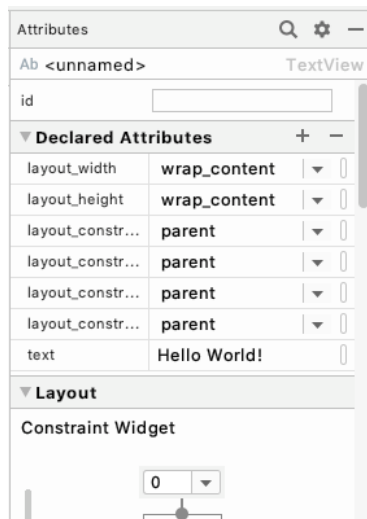 Attributes
Ab <unnamed> TextView
id
Declared Attributes
layout_width wrap_content
layout_height wrap_content
layout_constr... parent
layout_constr... parent
layout_constr... parent
layout_constr... parent
text Hello World!
Layout
Constraint Widget
0